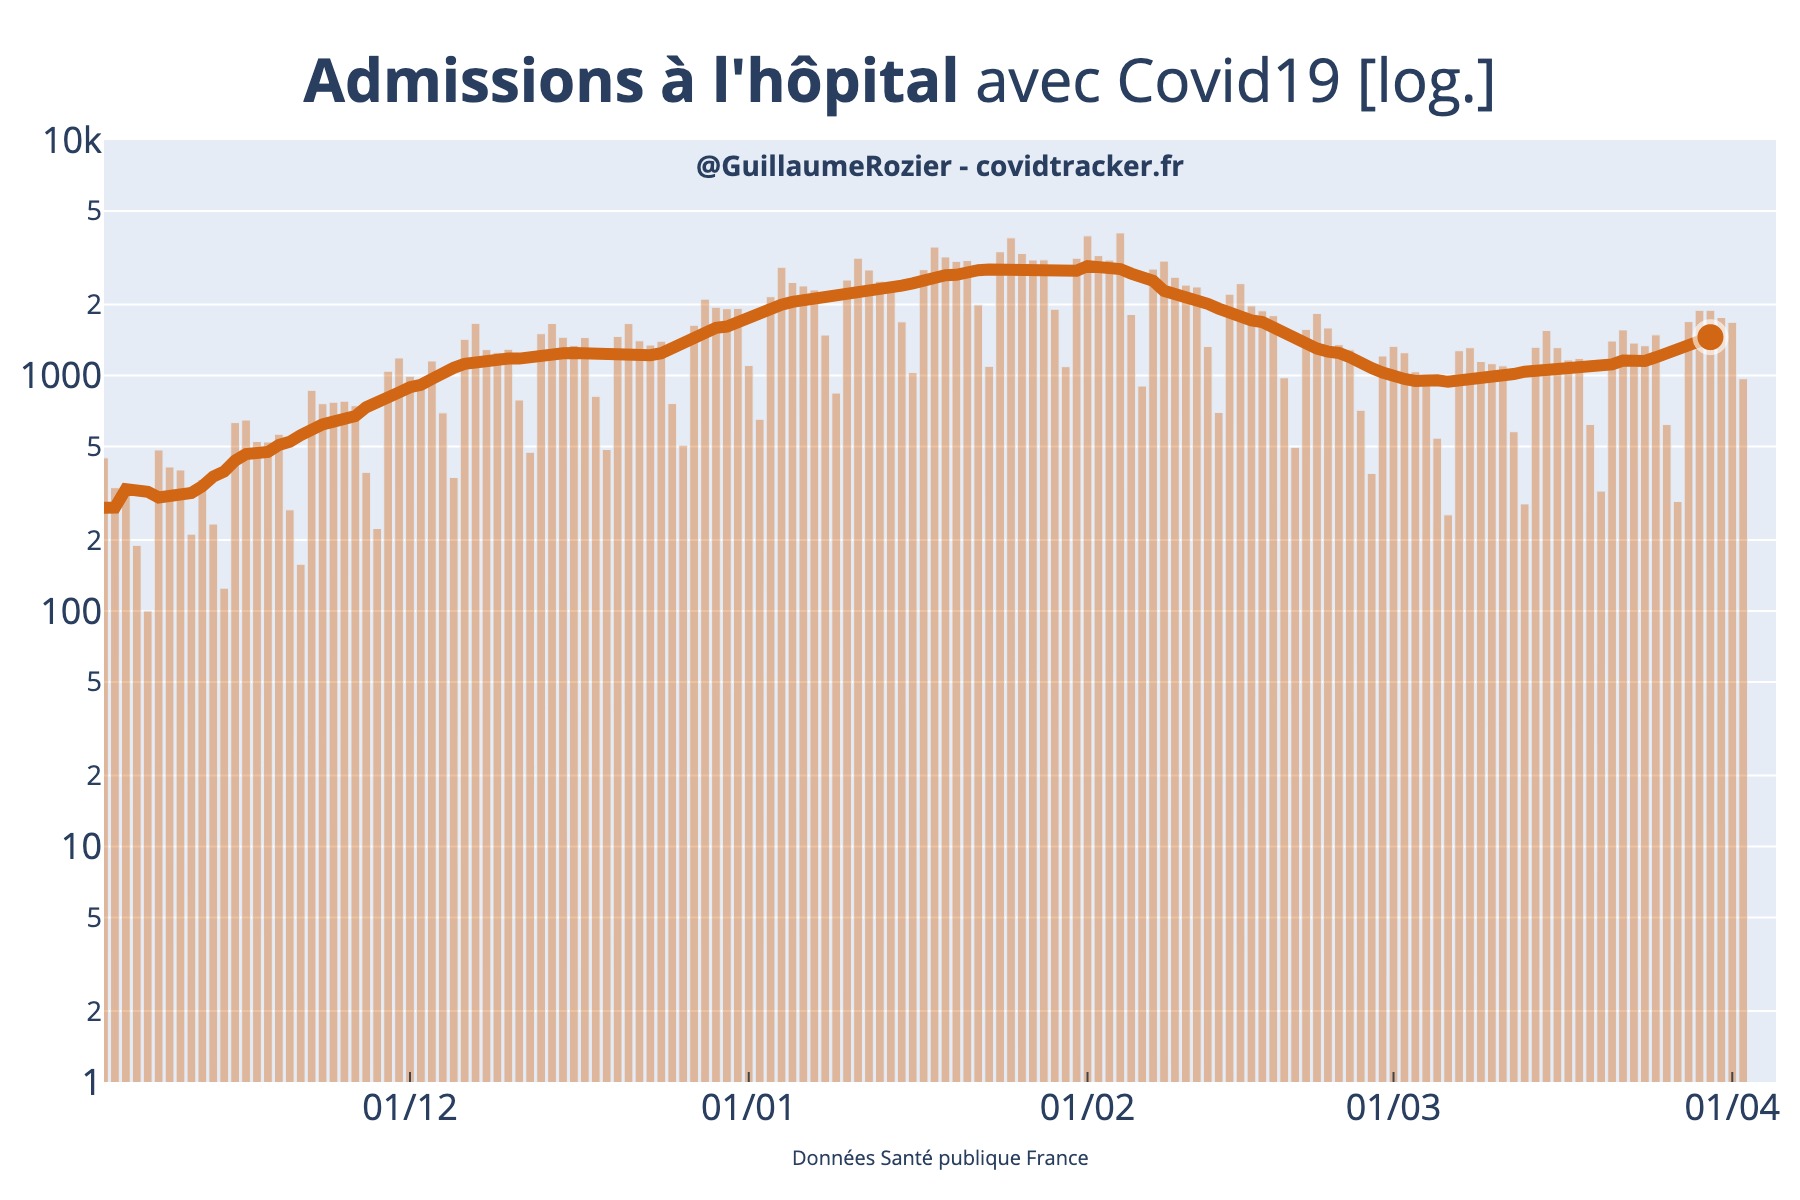 Admissions à l'hôpital avec Covid19 [log.]
@GuillaumeRozier - covidtracker.fr
10k
5
2
1000
5
2
100
5
2
10
5
2
1
01/12 01/01 01/02 01/03 01/04
Données Santé publique France